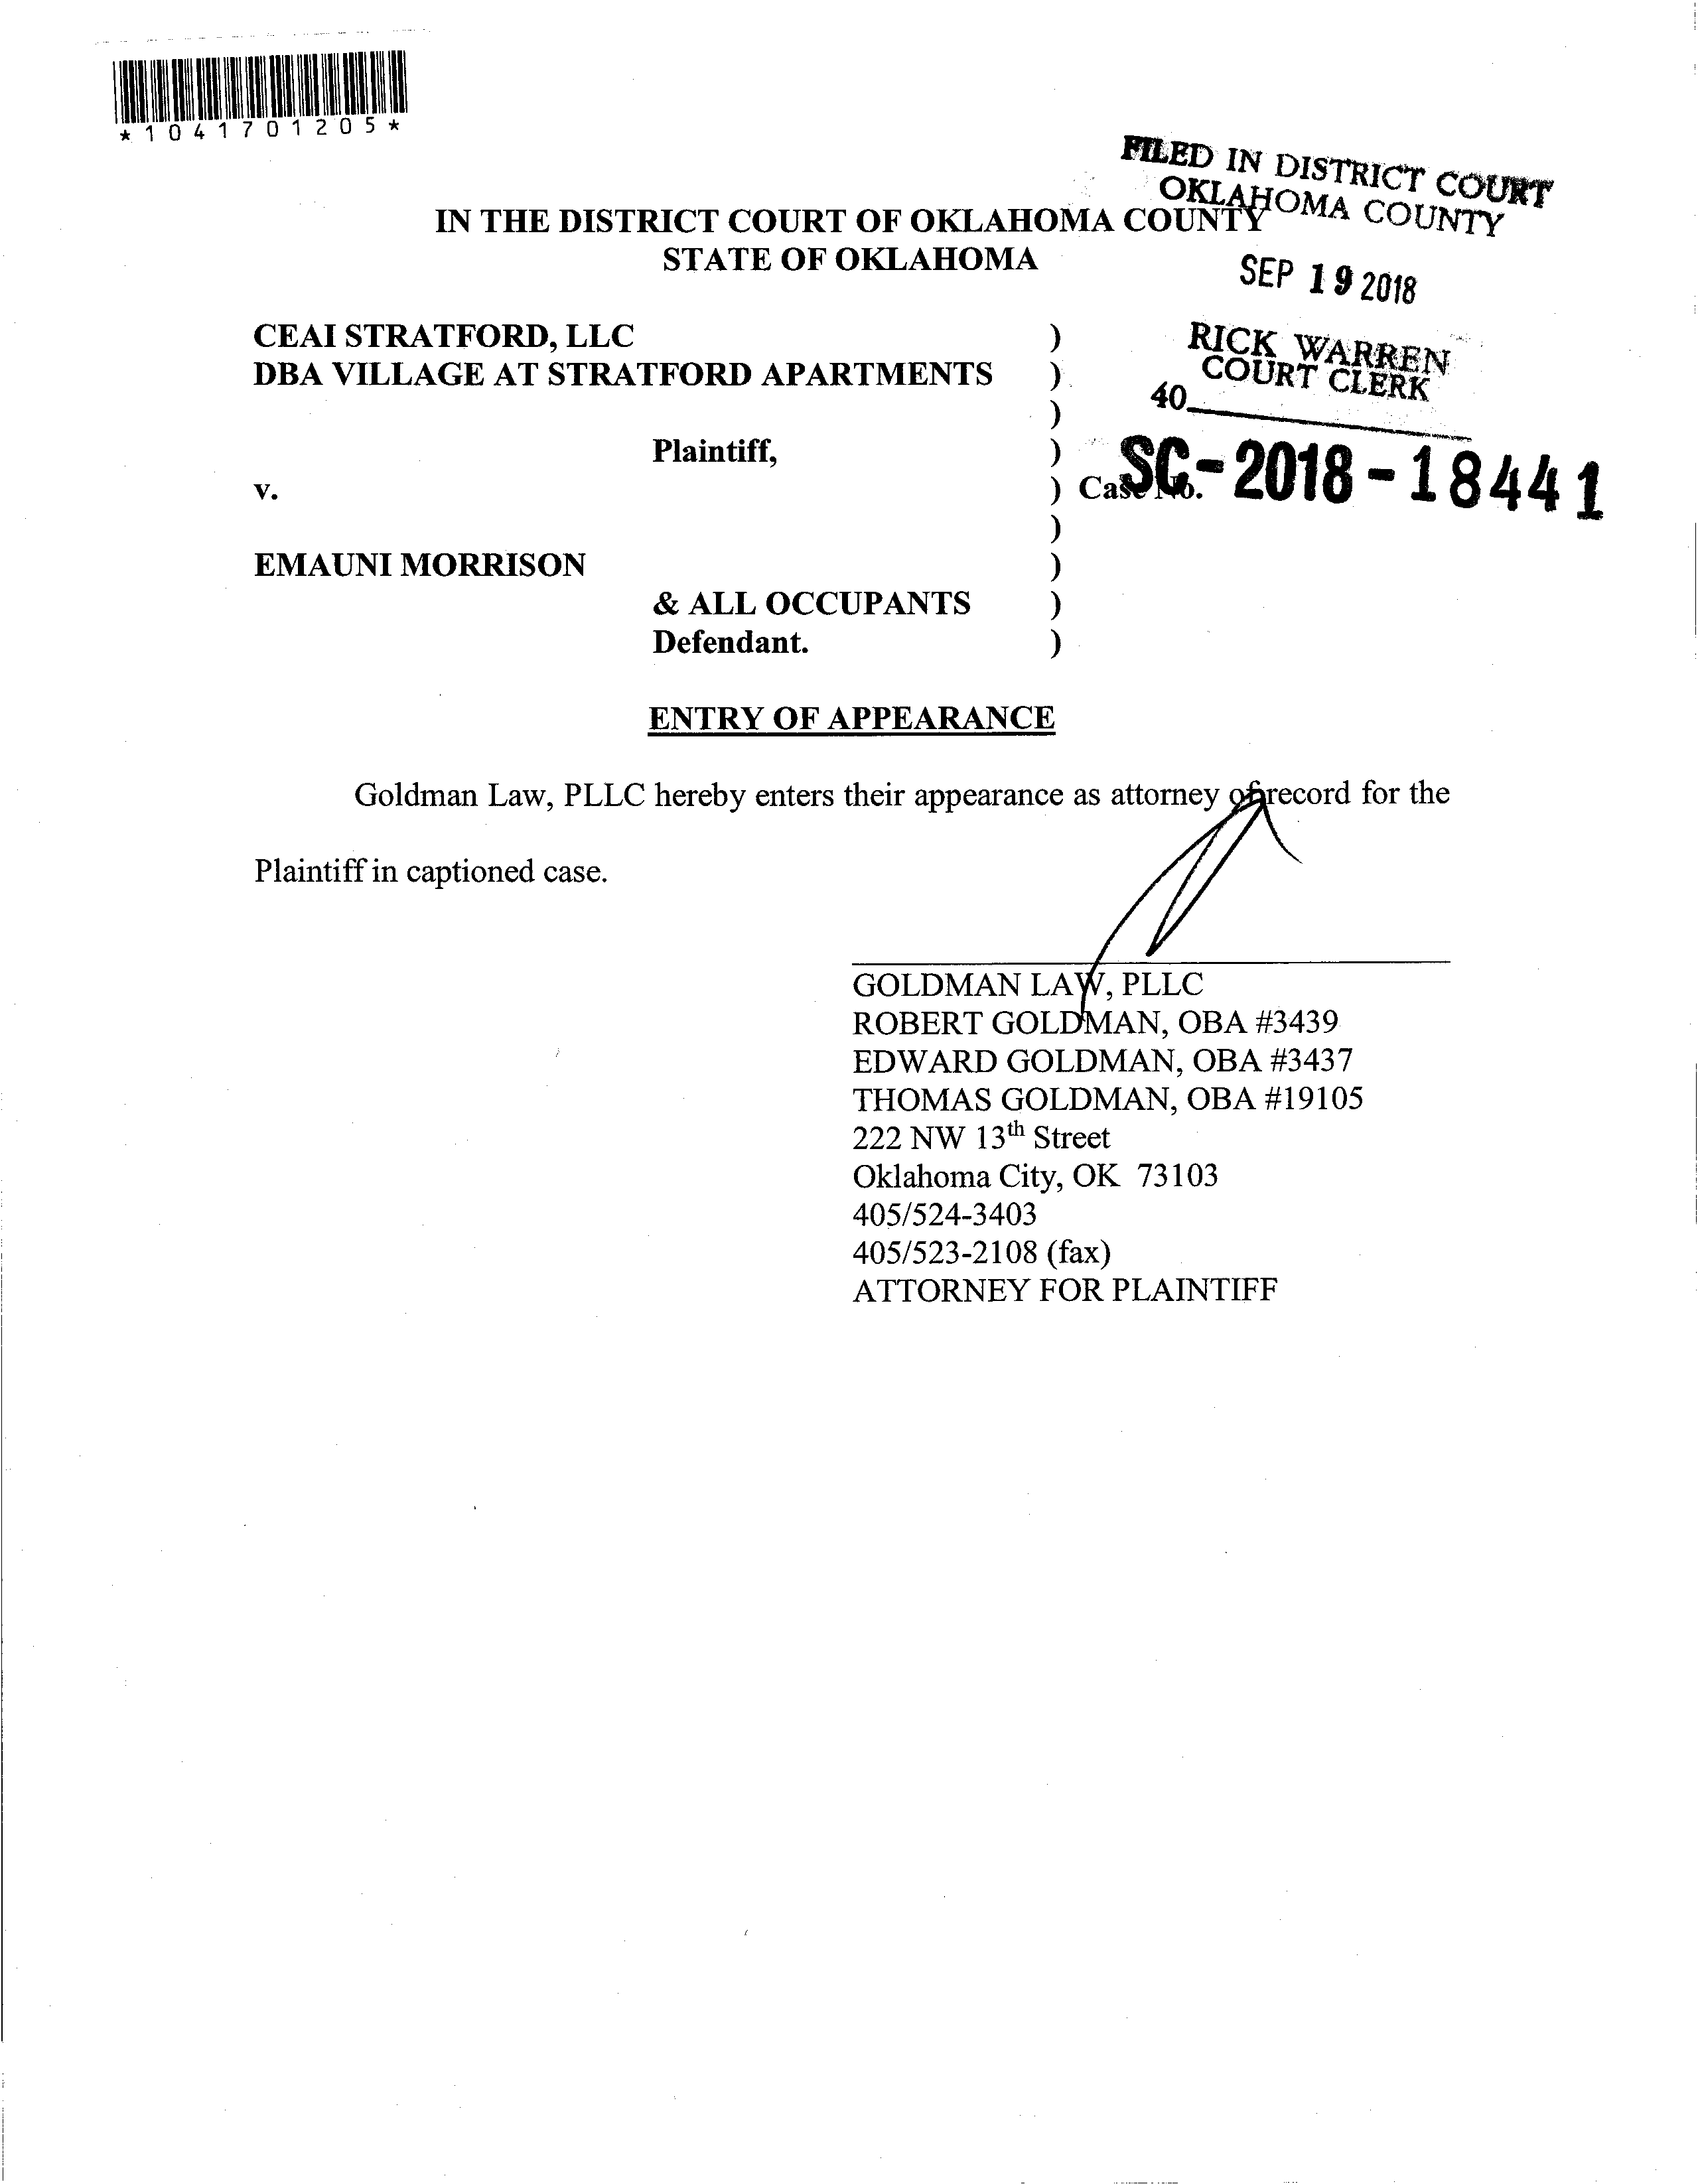 *1041701205*
FILED IN DISTRICT COURT
OKLAHOMA COUNTY
IN THE DISTRICT COURT OF OKLAHOMA COUNTY
STATE OF OKLAHOMA
SEP 19 2018
CEAI STRATFORD, LLC )
RICK WARREN
DBA VILLAGE AT STRATFORD APARTMENTS )
COURT CLERK
)
40
Plaintiff, )
v. ) Case No. SC-2018-18441
)
EMAUNI MORRISON )
& ALL OCCUPANTS )
Defendant. )
ENTRY OF APPEARANCE
Goldman Law, PLLC hereby enters their appearance as attorney of record for the
Plaintiff in captioned case.
GOLDMAN LAW, PLLC
ROBERT GOLDMAN, OBA #3439
EDWARD GOLDMAN, OBA #3437
THOMAS GOLDMAN, OBA #19105
222 NW 13th Street
Oklahoma City, OK 73103
405/524-3403
405/523-2108 (fax)
ATTORNEY FOR PLAINTIFF